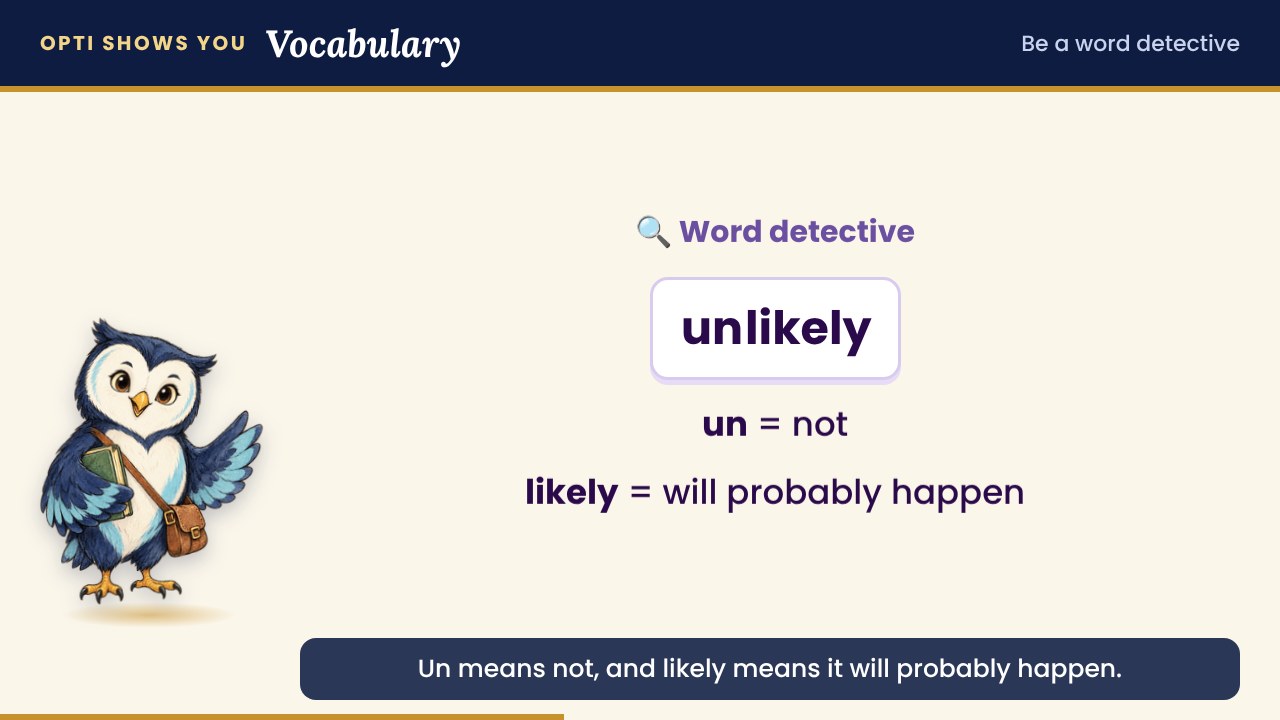 OPTI SHOWS YOU Vocabulary
Be a word detective
Word detective
unlikely
un = not
likely = will probably happen
Un means not, and likely means it will probably happen.